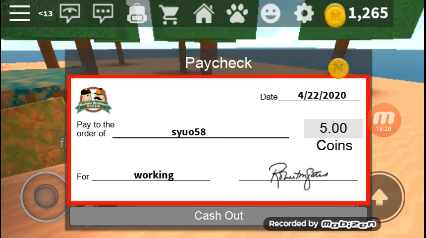 <13
1,265
Paycheck
Date 4/22/2020
Pay to the
order of syuo58
5.00
Coins
For working
Cash Out
Recorded by Mobizen